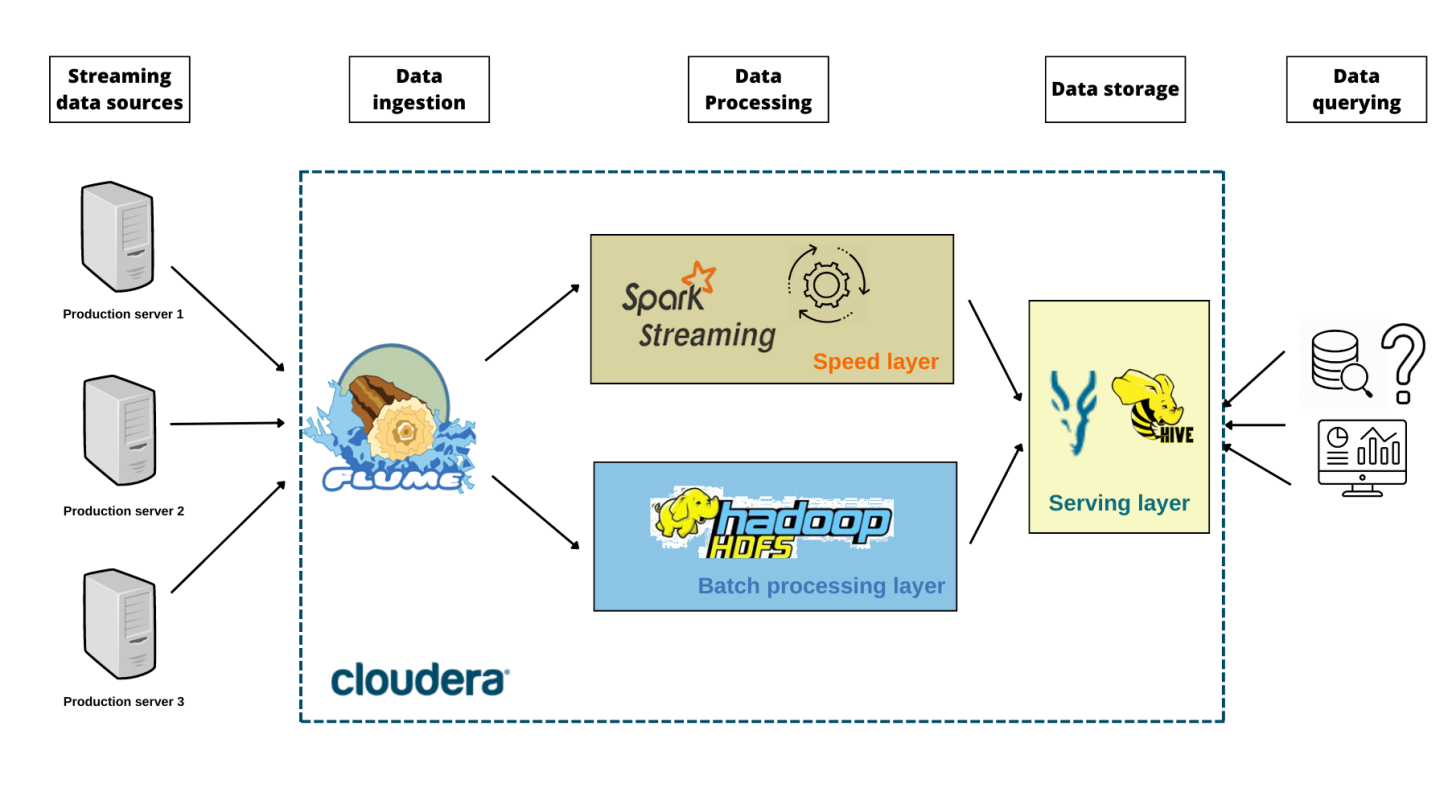 Streaming
data sources
Data
ingestion
Data
Processing
Data storage
Data
querying
Production server 1
Production server 2
Production server 3
FLUME
Spark
Streaming
Speed layer
hadoop
HDFS
Batch processing layer
HIVE
Serving layer
cloudera